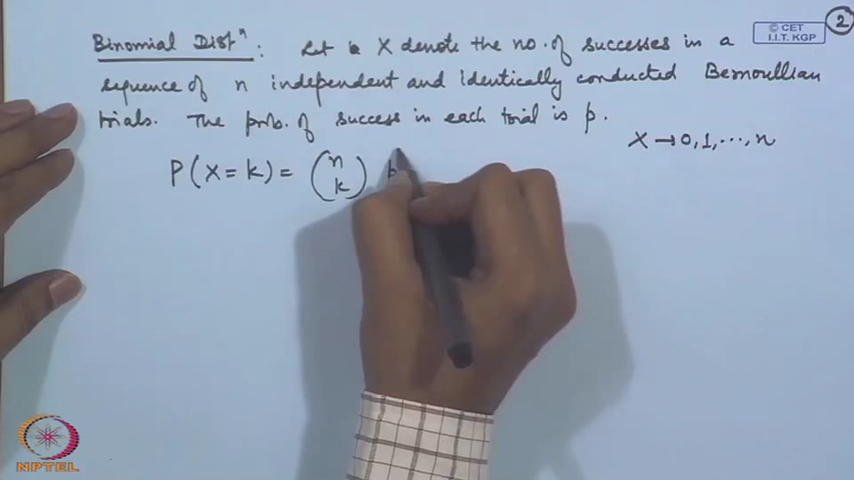 2
© CET
I.I.T. KGP
Binomial Distⁿ : Let X denote the no. of successes in a
sequence of n independent and identically conducted Bernoullian
trials. The prob. of success in each trial is p.
X → 0, 1, ..., n
P(X = k) = (n k) p
NPTEL